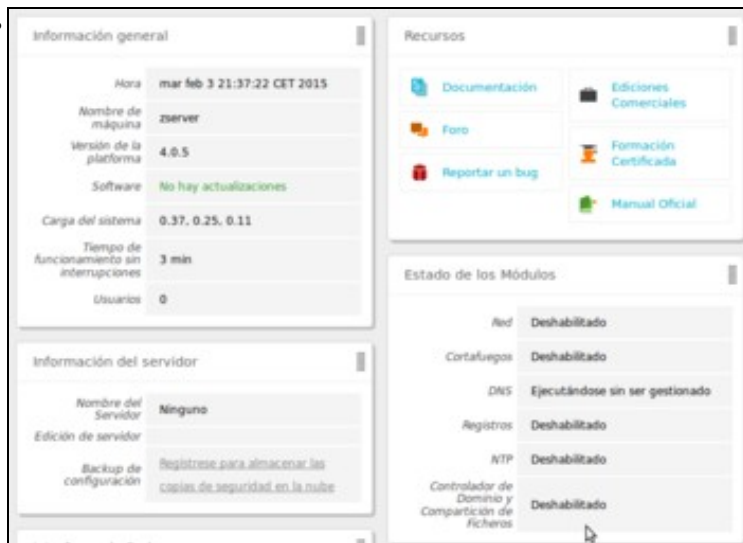 Información general
Hora mar feb 3 21:37:22 CET 2015
Nombre de
máquina zserver
Versión de la
plataforma 4.0.5
Software No hay actualizaciones
Carga del sistema 0.37, 0.25, 0.11
Tiempo de
funcionamiento sin
interrupciones 3 min
Usuarios 0
Información del servidor
Nombre del
Servidor Ninguno
Edición de servidor
Backup de
configuración Regístrese para almacenar las
copias de seguridad en la nube
Recursos
Documentación
Foro
Reportar un bug
Ediciones
Comerciales
Formación
Certificada
Manual Oficial
Estado de los Módulos
Red Deshabilitado
Cortafuegos Deshabilitado
DNS Ejecutándose sin ser gestionado
Registros Deshabilitado
NTP Deshabilitado
Controlador de
Dominio y
Compartición de
Ficheros Deshabilitado